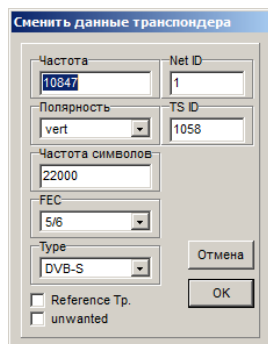 Сменить данные транспондера
Частота Net ID
10847 1
Полярность TS ID
vert 1058
Частота символов
22000
FEC
5/6
Type
DVB-S
Отмена
Reference Tp. OK
unwanted